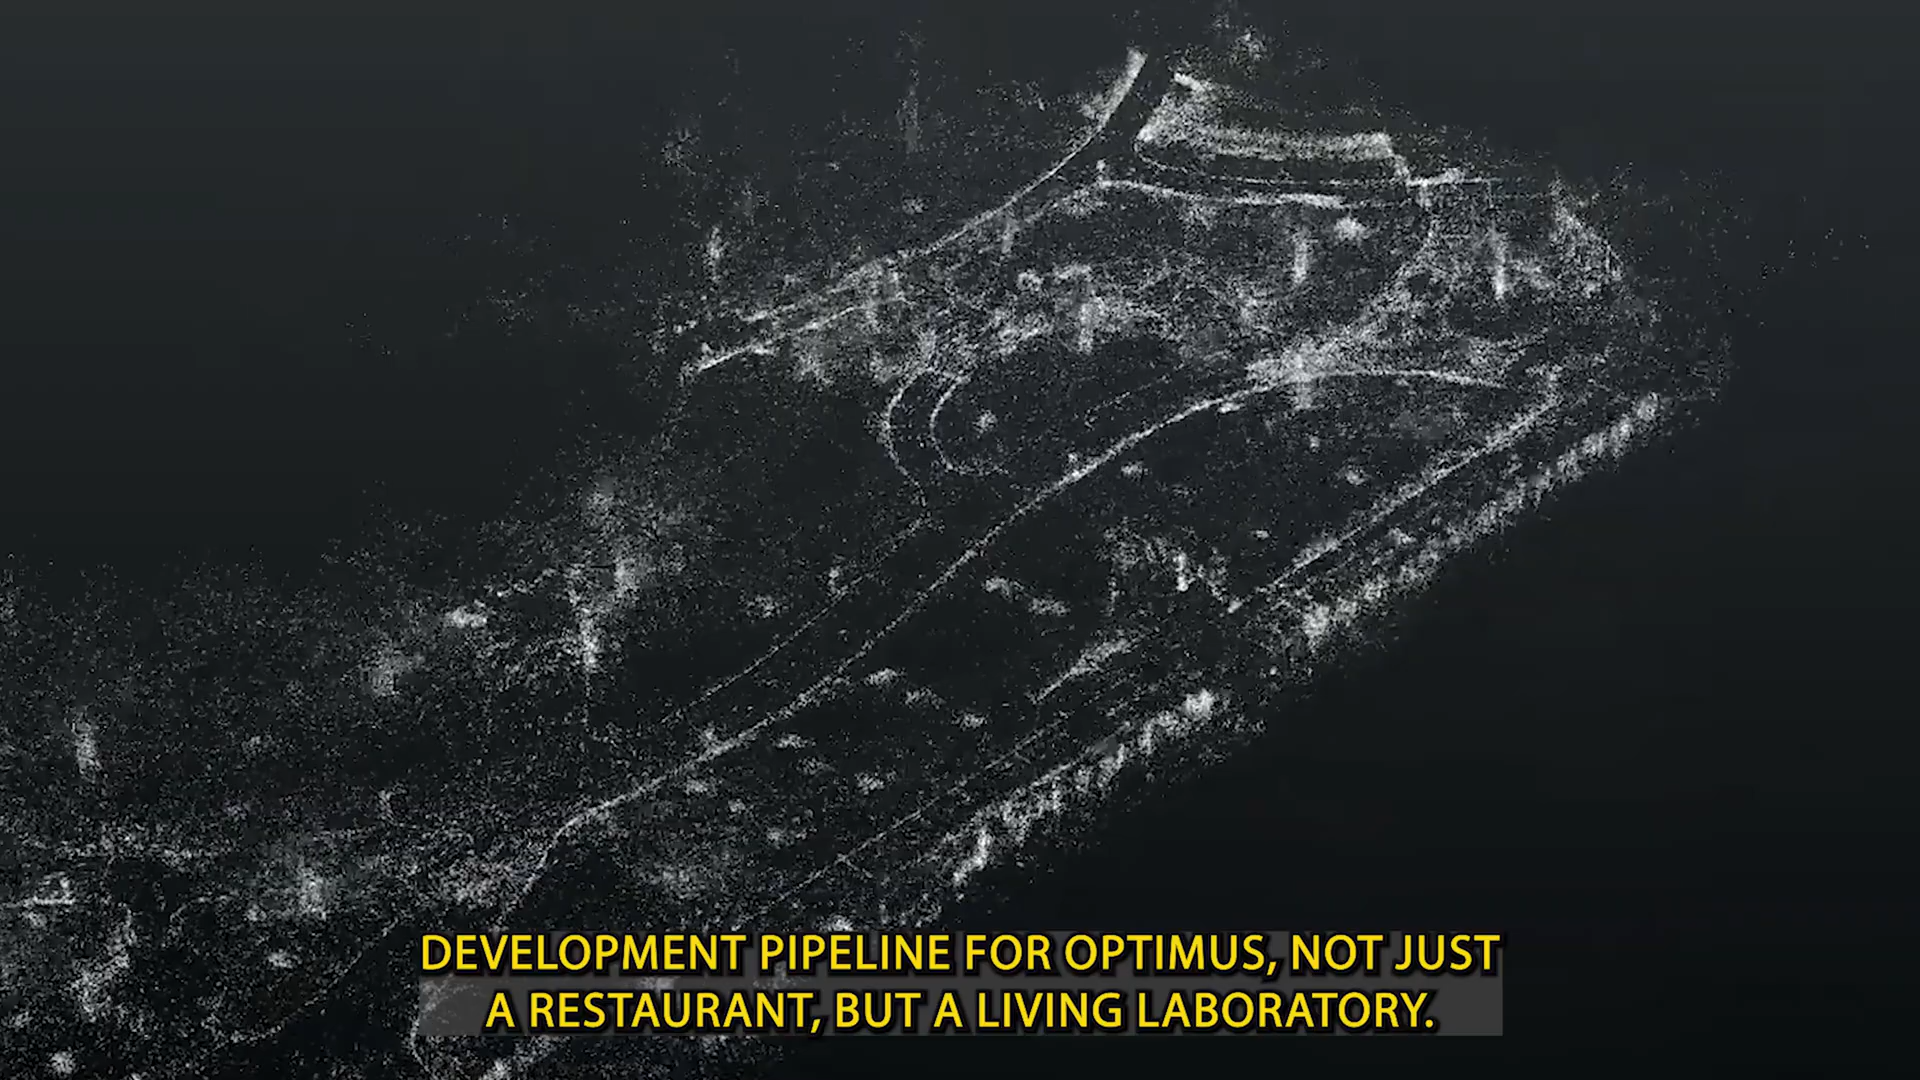 DEVELOPMENT PIPELINE FOR OPTIMUS, NOT JUST
A RESTAURANT, BUT A LIVING LABORATORY.